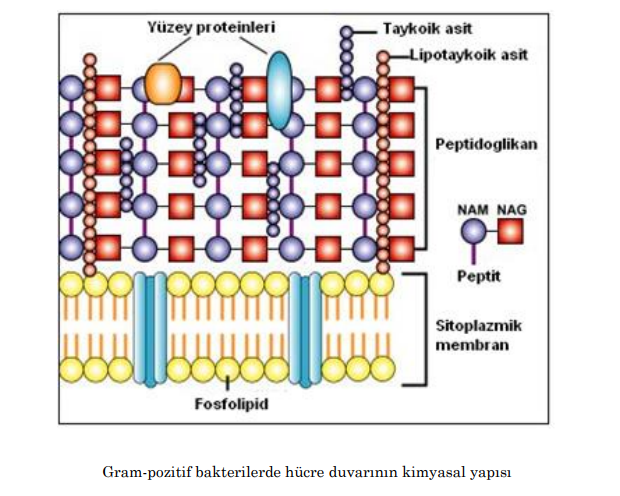 Yüzey proteinleri
Taykoik asit
Lipotaykoik asit
Peptidoglikan
NAM NAG
Peptit
Sitoplazmik
membran
Fosfolipid
Gram-pozitif bakterilerde hücre duvarının kimyasal yapısı